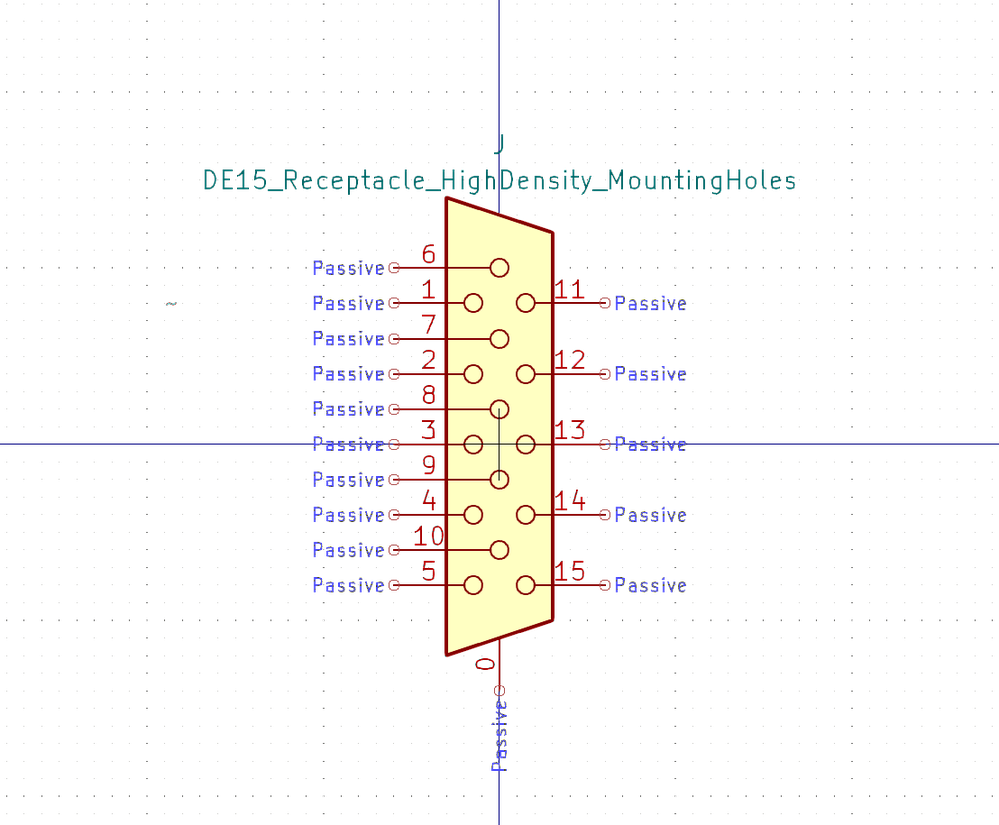 J
DE15_Receptacle_HighDensity_MountingHoles
Passive 6
Passive 1 11 Passive
~
Passive 7
Passive 2 12 Passive
Passive 8
Passive 3 13 Passive
Passive 9
Passive 4 14 Passive
Passive 10
Passive 5 15 Passive
0
Passive